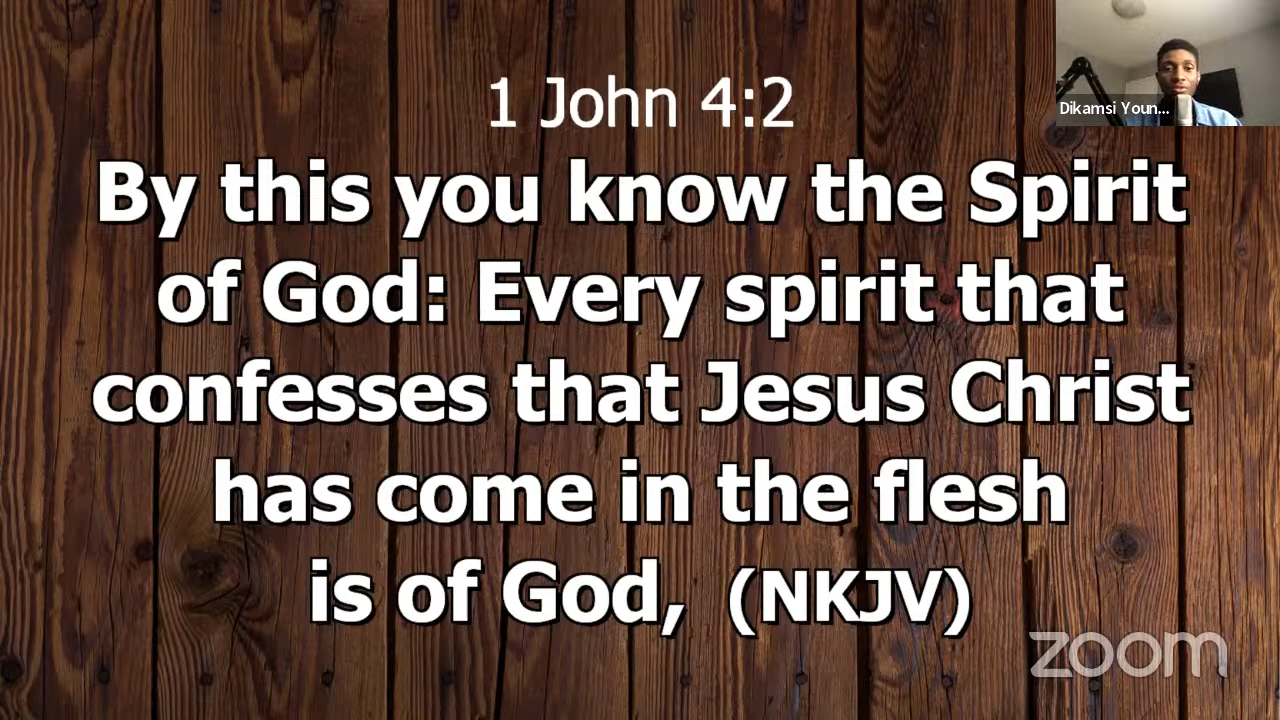 1 John 4:2
Dikamsi Youn...
By this you know the Spirit
of God: Every spirit that
confesses that Jesus Christ
has come in the flesh
is of God, (NKJV)
zoom